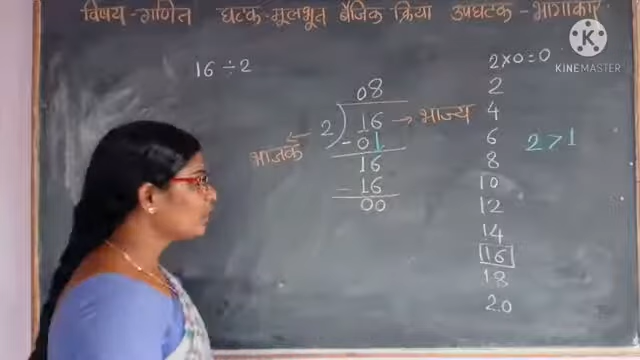 विषय-गणित घटक-मूलभूत बैजिक क्रिया उपघटक-भागाकार
KINEMASTER
16 ÷ 2
2×0=0
2
4
6
8
10
12
14
16
18
20
2 > 1
08
2 ) 16 → भाज्य
भाजक ←
- 01
16
- 16
00